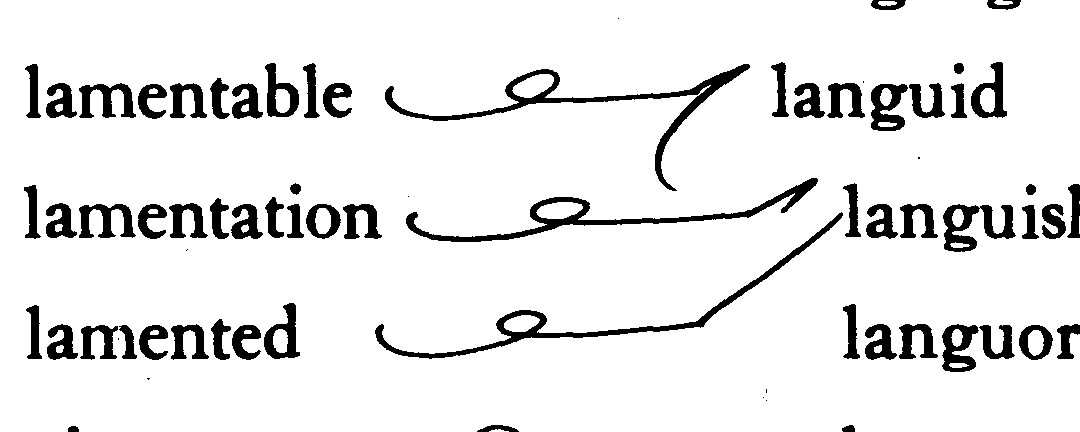 lamentable languid
lamentation languish
lamented languor